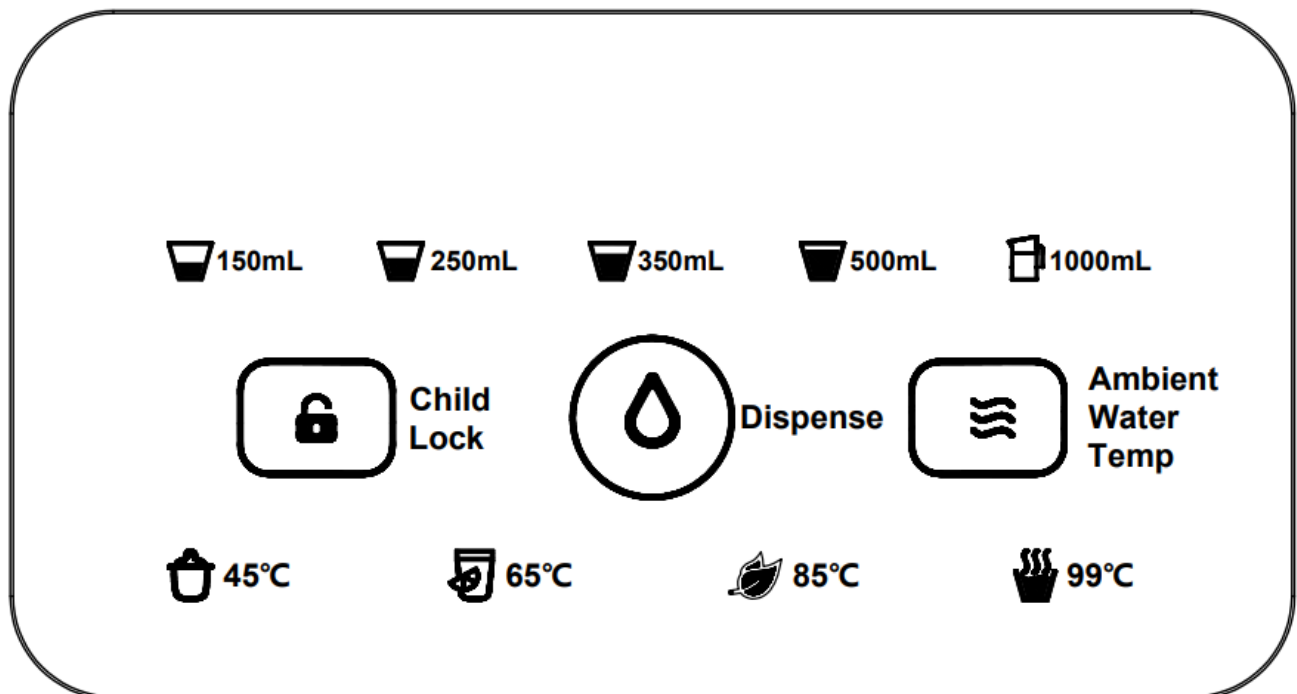 150mL 250mL 350mL 500mL 1000mL
Child
Lock
Dispense
Ambient
Water
Temp
45℃ 65℃ 85℃ 99℃